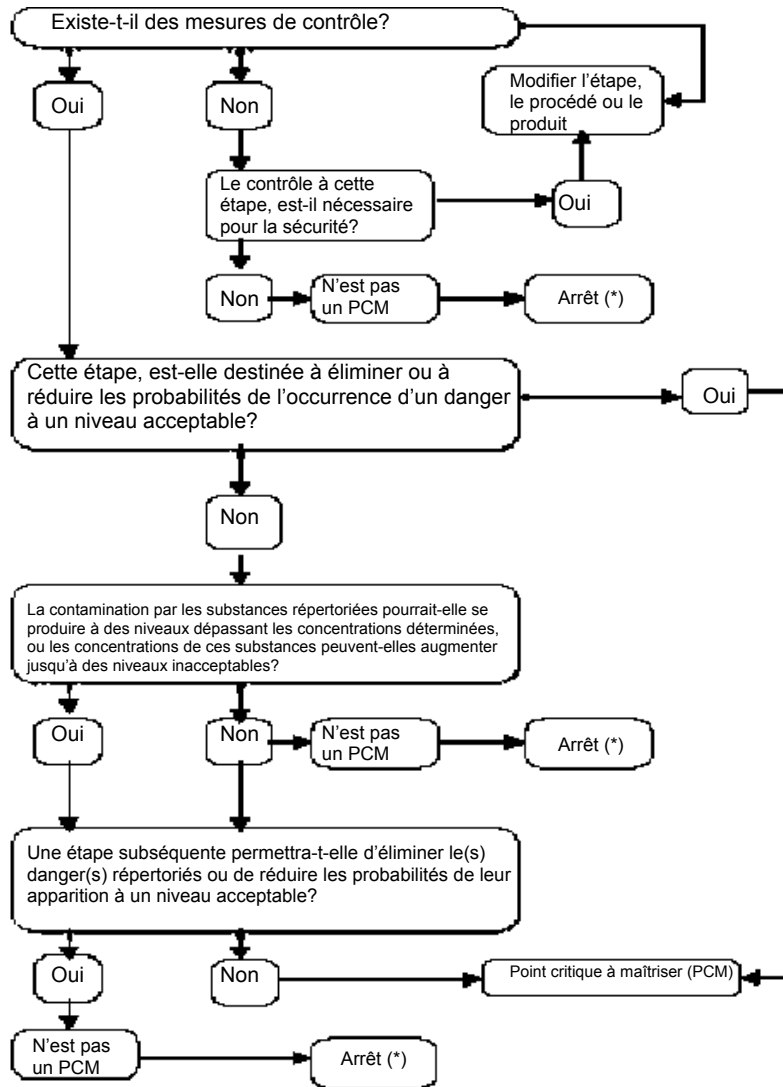 Existe-t-il des mesures de contrôle?
Oui
Non
Modifier l'étape,
le procédé ou le
produit
Le contrôle à cette
étape, est-il nécessaire
pour la sécurité?
Oui
Non
N'est pas
un PCM
Arrêt (*)
Cette étape, est-elle destinée à éliminer ou à
réduire les probabilités de l'occurrence d'un danger
à un niveau acceptable?
Oui
Non
La contamination par les substances répertoriées pourrait-elle se
produire à des niveaux dépassant les concentrations déterminées,
ou les concentrations de ces substances peuvent-elles augmenter
jusqu'à des niveaux inacceptables?
Oui
Non
N'est pas
un PCM
Arrêt (*)
Une étape subséquente permettra-t-elle d'éliminer le(s)
danger(s) répertoriés ou de réduire les probabilités de leur
apparition à un niveau acceptable?
Oui
Non
Point critique à maîtriser (PCM)
N'est pas
un PCM
Arrêt (*)